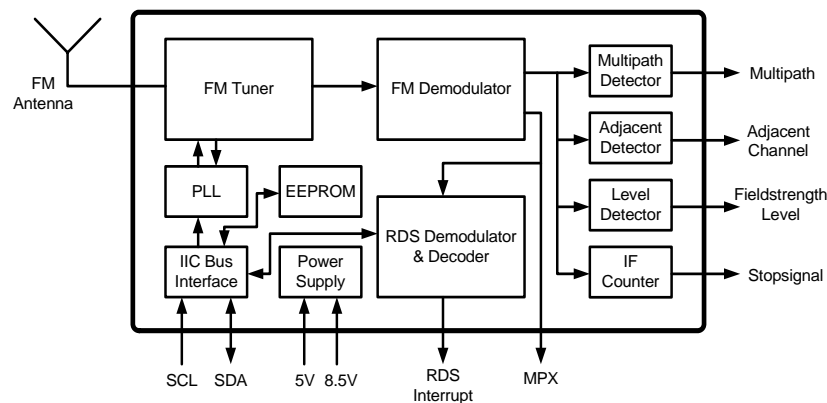 FM
Antenna
FM Tuner
FM Demodulator
Multipath
Detector
Multipath
Adjacent
Detector
Adjacent
Channel
PLL
EEPROM
Level
Detector
Fieldstrength
Level
RDS Demodulator
& Decoder
IIC Bus
Interface
Power
Supply
IF
Counter
Stopsignal
SCL
SDA
5V
8.5V
RDS
Interrupt
MPX